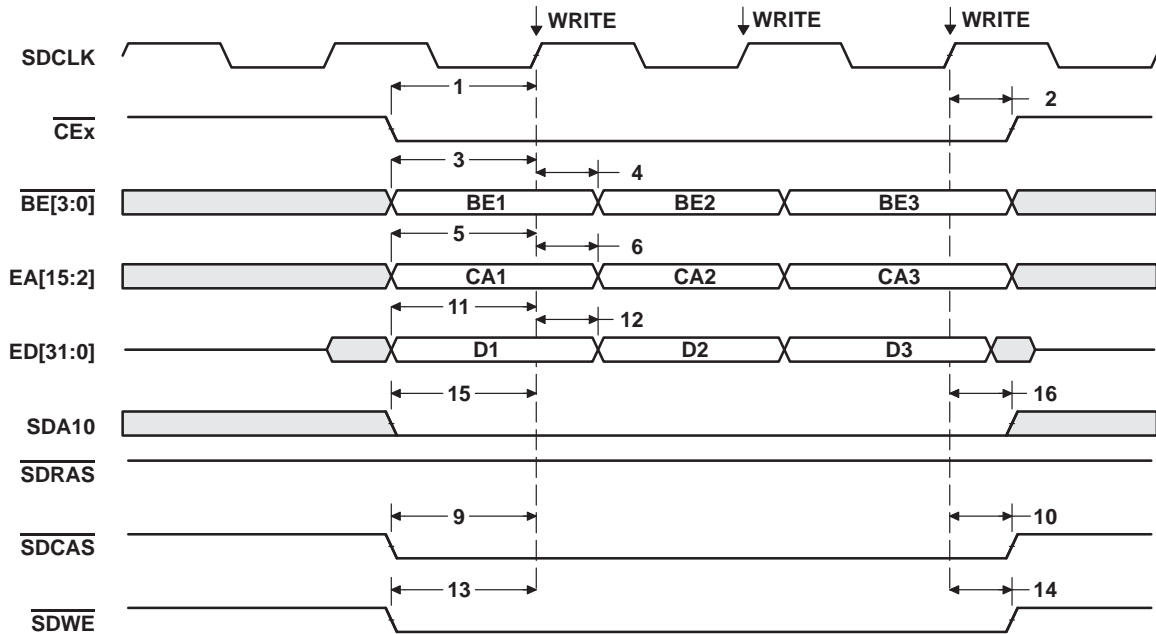 WRITE WRITE WRITE
SDCLK
1 2
CEx
3 4
BE[3:0] BE1 BE2 BE3
5 6
EA[15:2] CA1 CA2 CA3
11 12
ED[31:0] D1 D2 D3
15 16
SDA10
SDRAS
9 10
SDCAS
13 14
SDWE